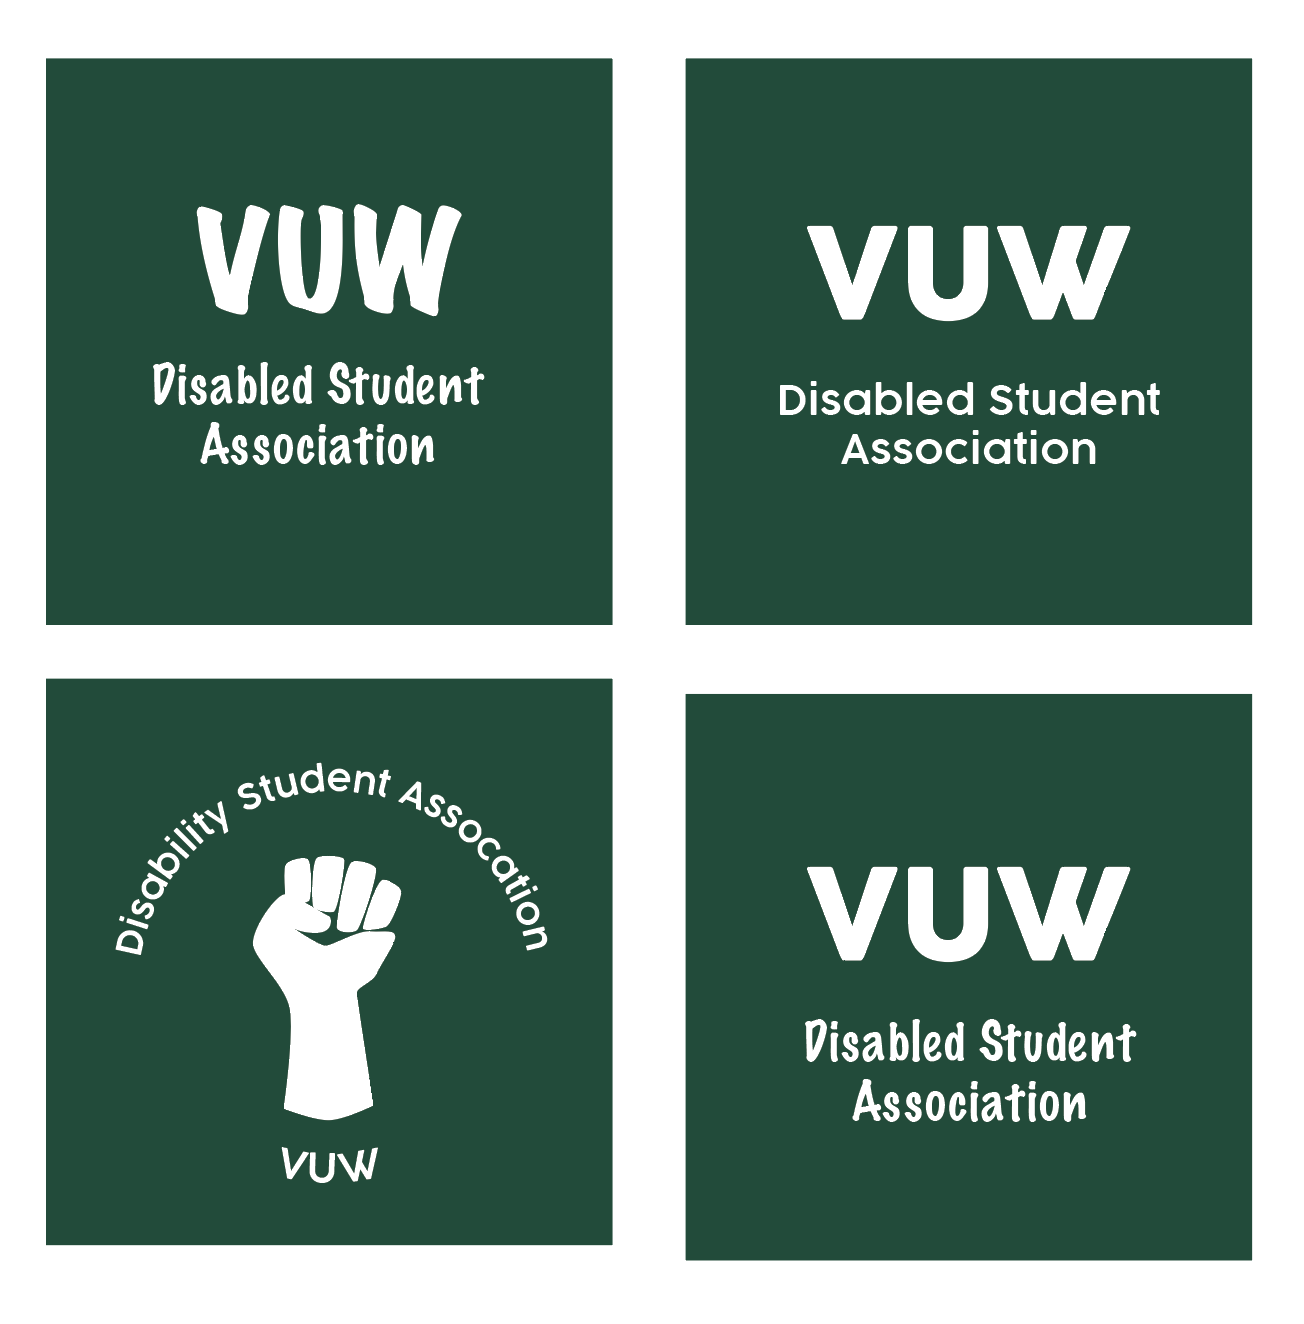 VUW
Disabled Student
Association
VUW
Disabled Student
Association
Disability Student Assocation
VUW
VUW
Disabled Student
Association